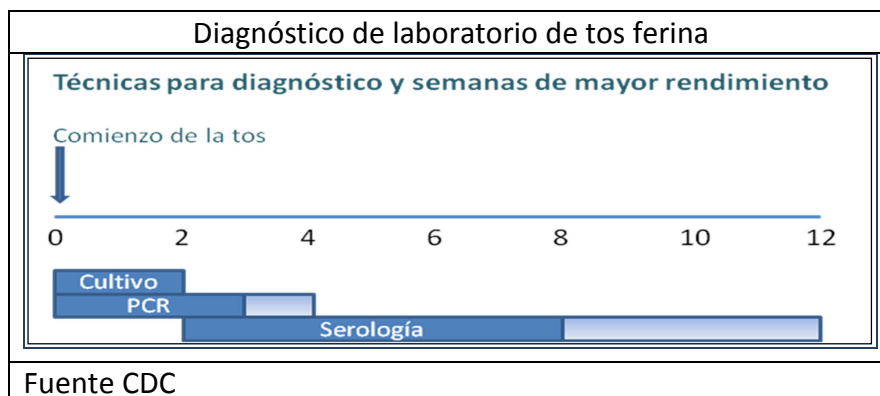 Diagnóstico de laboratorio de tos ferina
Técnicas para diagnóstico y semanas de mayor rendimiento
Comienzo de la tos
0 2 4 6 8 10 12
Cultivo
PCR
Serología
Fuente CDC